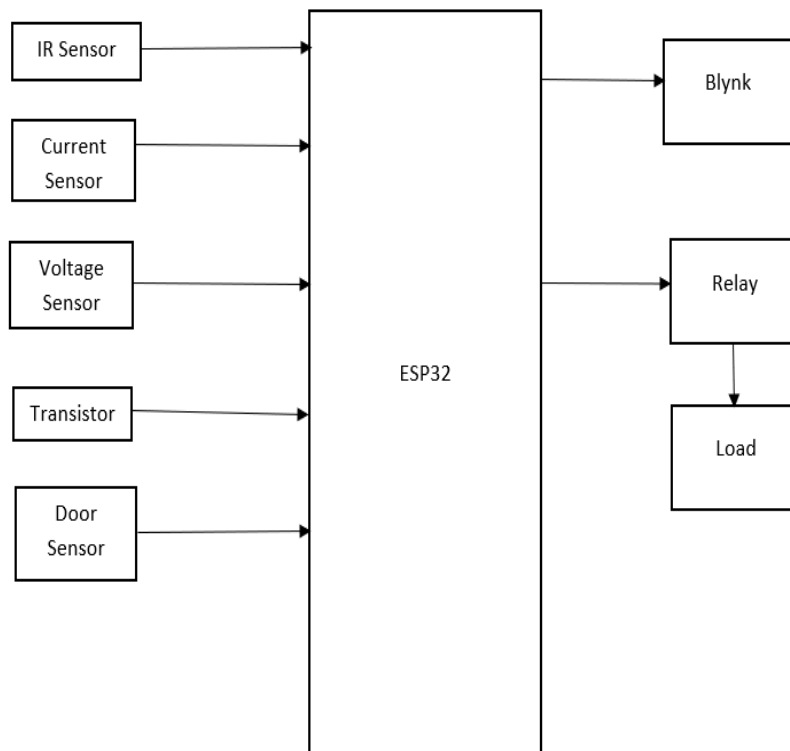 IR Sensor
Current
Sensor
Voltage
Sensor
Transistor
Door
Sensor
ESP32
Blynk
Relay
Load